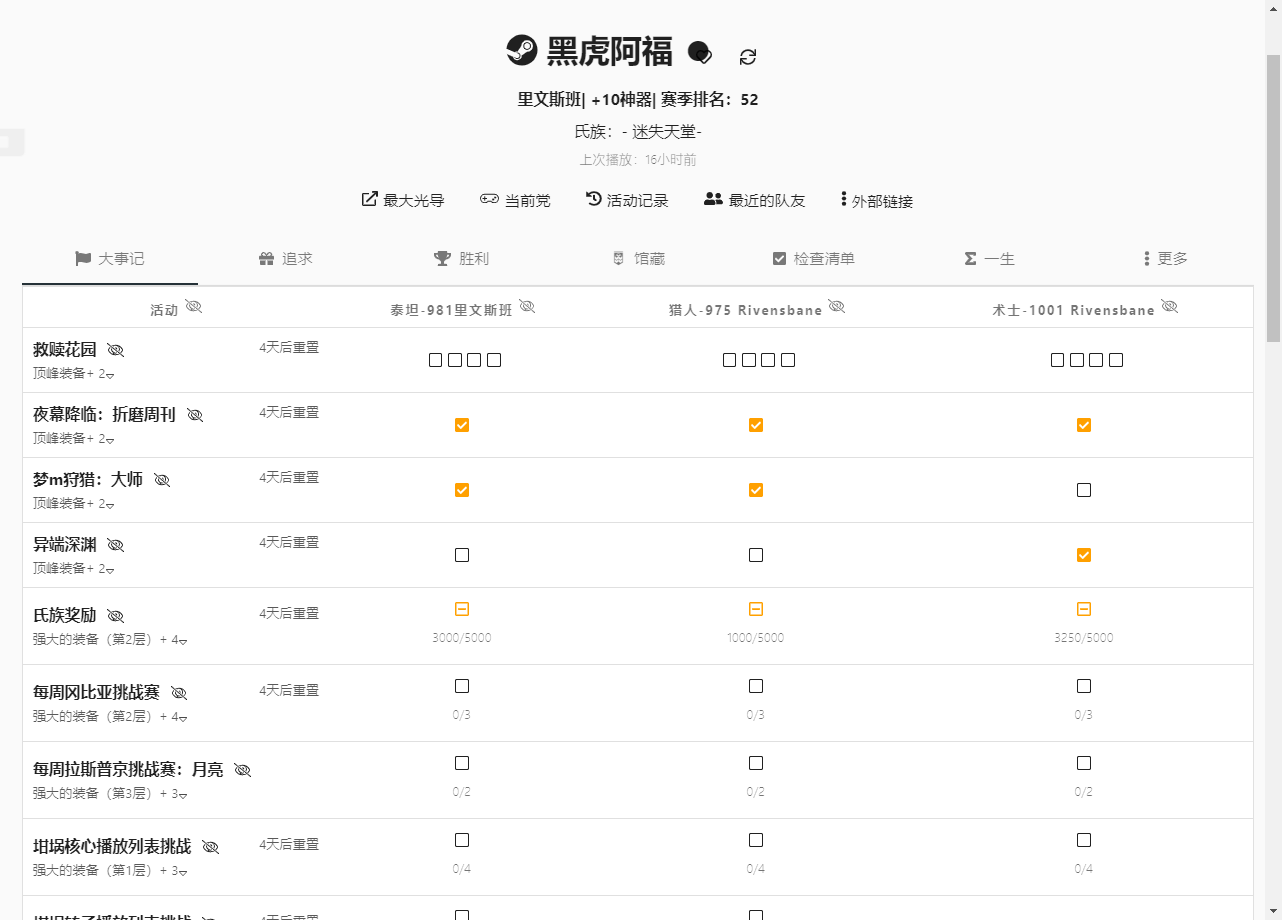 黑虎阿福
里文斯班| +10神器| 赛季排名：52
氏族：- 迷失天堂-
上次播放：16小时前
最大光导 当前党 活动记录 最近的队友 外部链接
大事记 追求 胜利 馆藏 检查清单 一生 更多
活动 泰坦-981里文斯班 猎人-975 Rivensbane 术士-1001 Rivensbane
救赎花园 4天后重置
顶峰装备+ 2
夜幕降临：折磨周刊 4天后重置
顶峰装备+ 2
梦m狩猎：大师 4天后重置
顶峰装备+ 2
异端深渊 4天后重置
顶峰装备+ 2
氏族奖励 4天后重置
强大的装备（第2层）+ 4 3000/5000 1000/5000 3250/5000
每周冈比亚挑战赛 4天后重置
强大的装备（第2层）+ 4 0/3 0/3 0/3
每周拉斯普京挑战赛：月亮
强大的装备（第3层）+ 3 0/2 0/2 0/2
坩埚核心播放列表挑战 4天后重置
强大的装备（第1层）+ 3 0/4 0/4 0/4